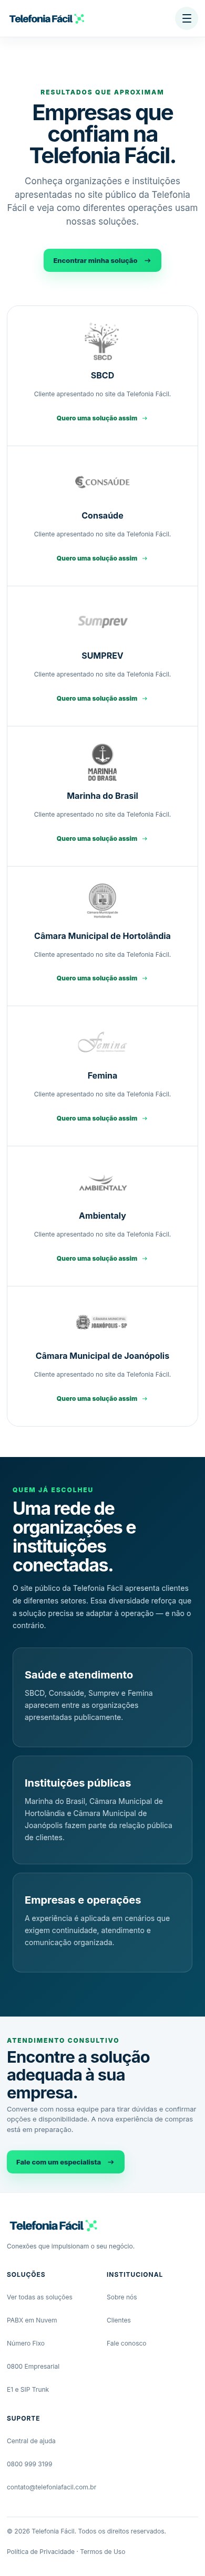 Telefonia Fácil
RESULTADOS QUE APROXIMAM
Empresas que
confiam na
Telefonia Fácil.
Conheça organizações e instituições
apresentadas no site público da Telefonia
Fácil e veja como diferentes operações usam
nossas soluções.
Encontrar minha solução →
SBCD
SBCD
Cliente apresentado no site da Telefonia Fácil.
Quero uma solução assim →
CONSAÚDE
Consaúde
Cliente apresentado no site da Telefonia Fácil.
Quero uma solução assim →
Sumprev
SUMPREV
Cliente apresentado no site da Telefonia Fácil.
Quero uma solução assim →
MARINHA
DO BRASIL
Marinha do Brasil
Cliente apresentado no site da Telefonia Fácil.
Quero uma solução assim →
Câmara Municipal de
Hortolândia
Câmara Municipal de Hortolândia
Cliente apresentado no site da Telefonia Fácil.
Quero uma solução assim →
Femina
Femina
Cliente apresentado no site da Telefonia Fácil.
Quero uma solução assim →
AMBIENTALY
Ambientaly
Cliente apresentado no site da Telefonia Fácil.
Quero uma solução assim →
CÂMARA MUNICIPAL
JOANÓPOLIS - SP
Câmara Municipal de Joanópolis
Cliente apresentado no site da Telefonia Fácil.
Quero uma solução assim →
QUEM JÁ ESCOLHEU
Uma rede de
organizações e
instituições
conectadas.
O site público da Telefonia Fácil apresenta clientes
de diferentes setores. Essa diversidade reforça que
a solução precisa se adaptar à operação — e não o
contrário.
Saúde e atendimento
SBCD, Consaúde, Sumprev e Femina
aparecem entre as organizações
apresentadas publicamente.
Instituições públicas
Marinha do Brasil, Câmara Municipal de
Hortolândia e Câmara Municipal de
Joanópolis fazem parte da relação pública
de clientes.
Empresas e operações
A experiência é aplicada em cenários que
exigem continuidade, atendimento e
comunicação organizada.
ATENDIMENTO CONSULTIVO
Encontre a solução
adequada à sua
empresa.
Converse com nossa equipe para tirar dúvidas e confirmar
opções e disponibilidade. A nova experiência de compras
está em preparação.
Fale com um especialista →
Telefonia Fácil
Conexões que impulsionam o seu negócio.
SOLUÇÕES
Ver todas as soluções
PABX em Nuvem
Número Fixo
0800 Empresarial
E1 e SIP Trunk
INSTITUCIONAL
Sobre nós
Clientes
Fale conosco
SUPORTE
Central de ajuda
0800 999 3199
contato@telefoniafacil.com.br
© 2026 Telefonia Fácil. Todos os direitos reservados.
Política de Privacidade · Termos de Uso